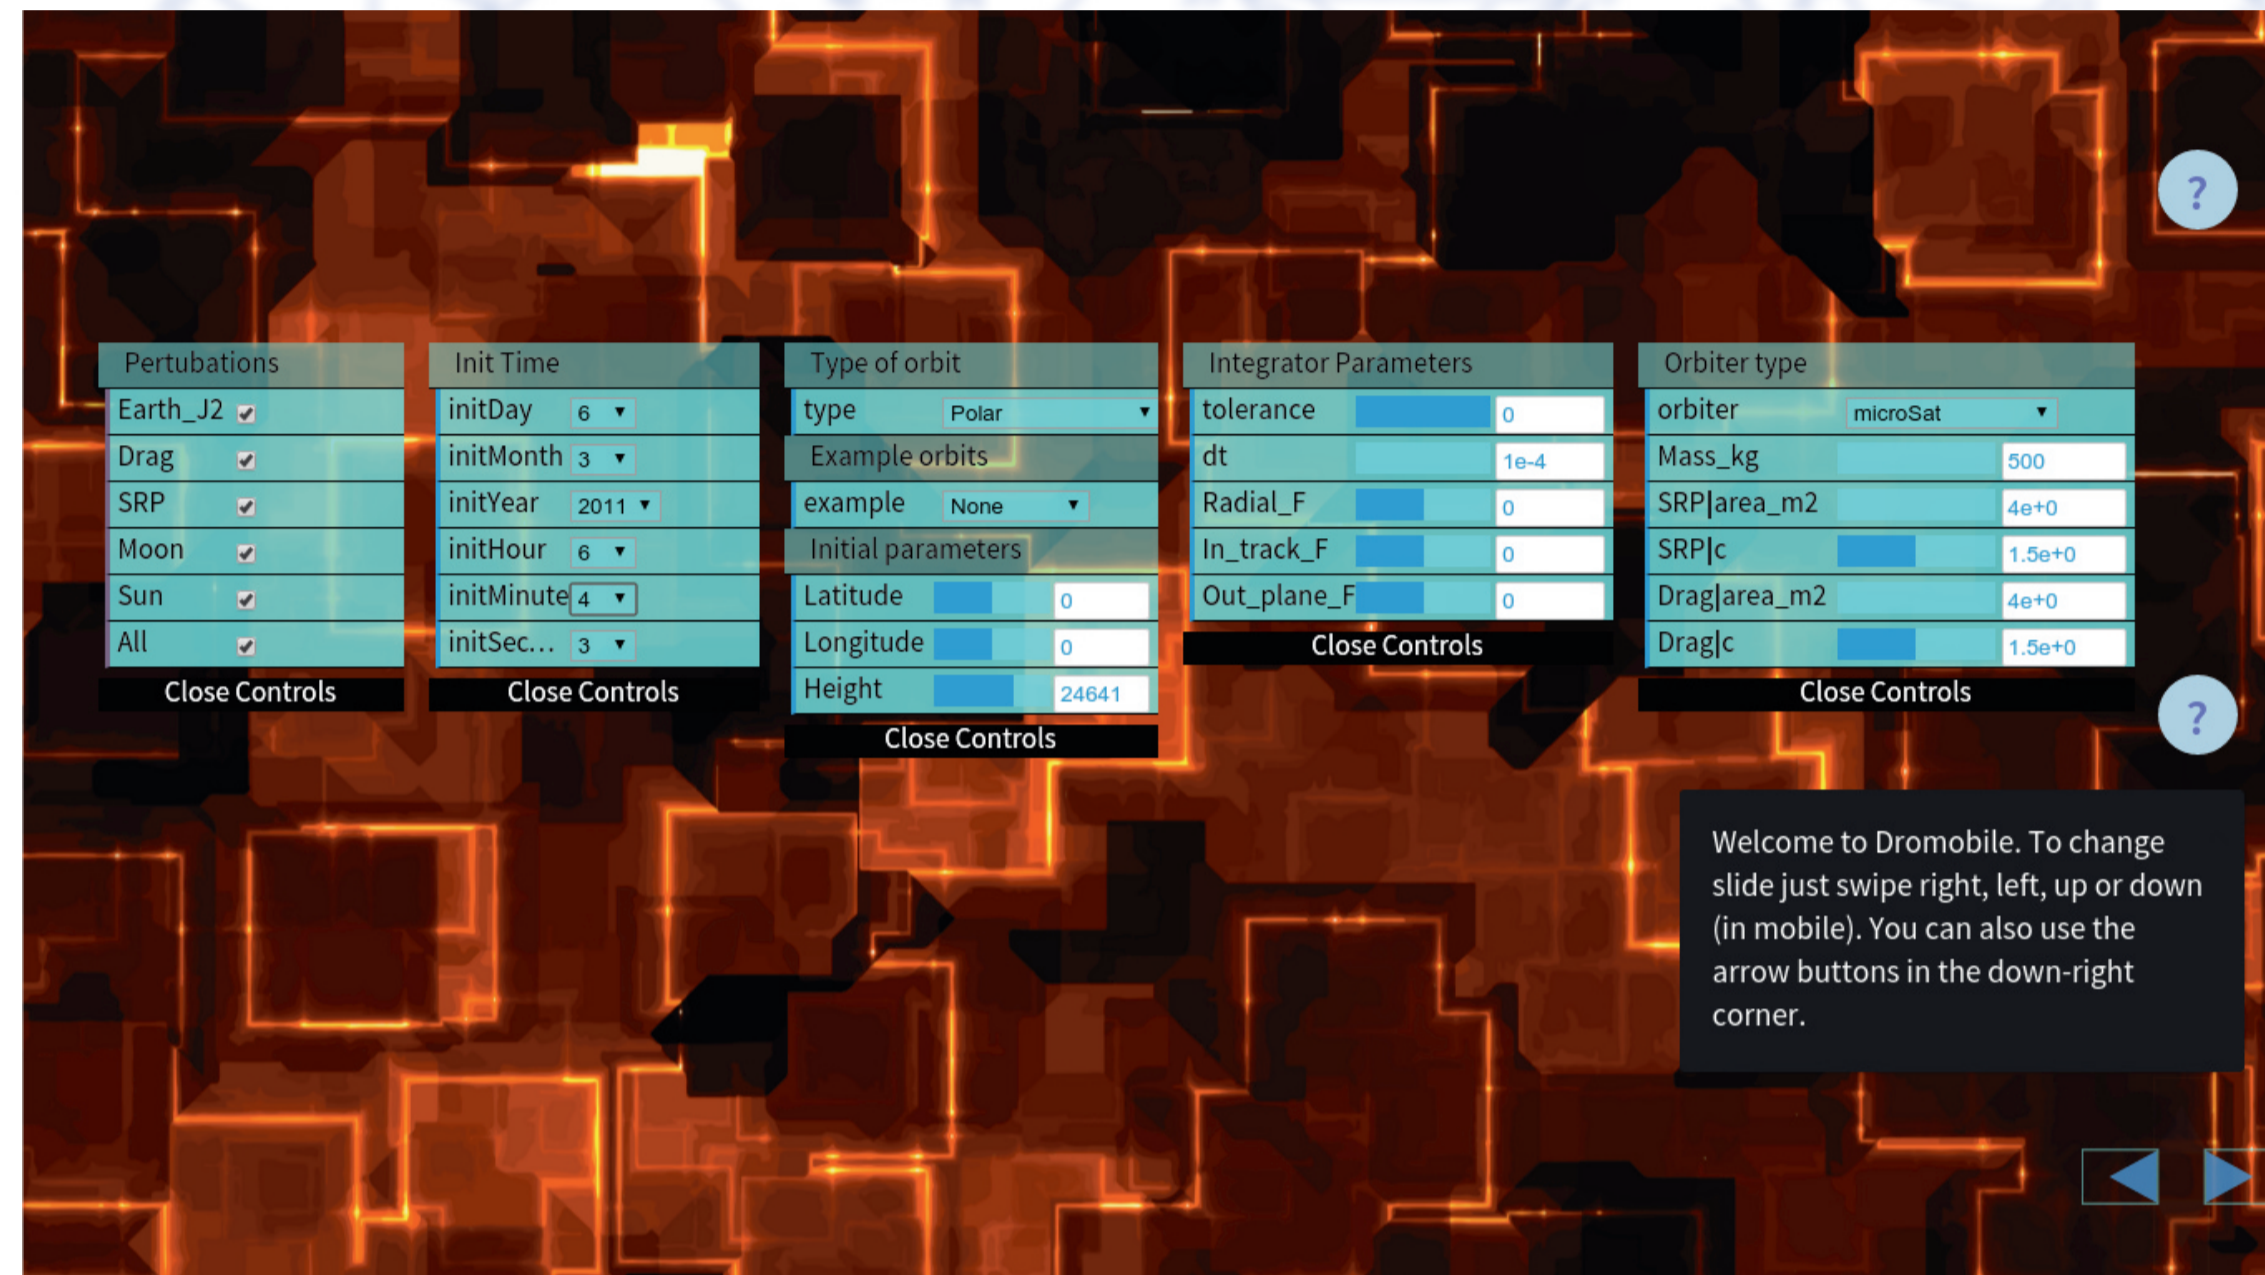 ?
Pertubations
Earth_J2
Drag
SRP
Moon
Sun
All
Close Controls
Init Time
initDay 6
initMonth 3
initYear 2011
initHour 6
initMinute 4
initSec... 3
Close Controls
Type of orbit
type Polar
Example orbits
example None
Initial parameters
Latitude 0
Longitude 0
Height 24641
Close Controls
Integrator Parameters
tolerance 0
dt 1e-4
Radial_F 0
In_track_F 0
Out_plane_F 0
Close Controls
Orbiter type
orbiter microSat
Mass_kg 500
SRP|area_m2 4e+0
SRP|c 1.5e+0
Drag|area_m2 4e+0
Drag|c 1.5e+0
Close Controls
?
Welcome to Dromobile. To change
slide just swipe right, left, up or down
(in mobile). You can also use the
arrow buttons in the down-right
corner.